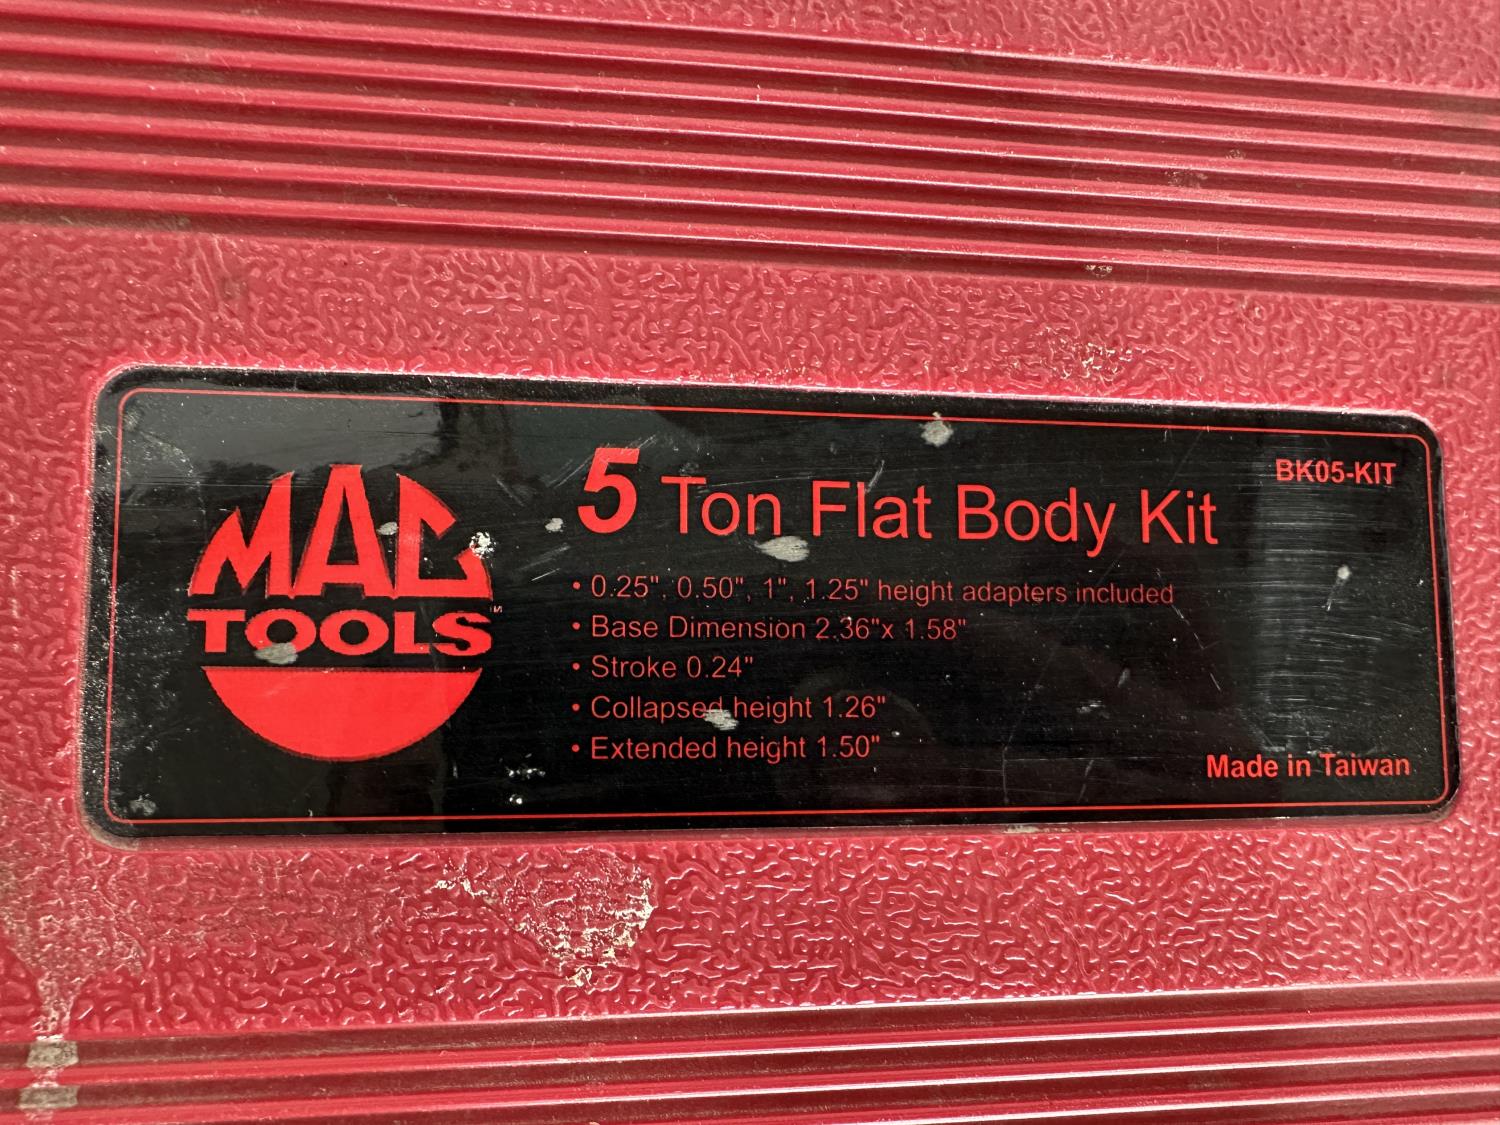 MAC
TOOLS
5 Ton Flat Body Kit
BK05-KIT
• 0.25", 0.50", 1", 1.25" height adapters included
• Base Dimension 2.36"x 1.58"
• Stroke 0.24"
• Collapsed height 1.26"
• Extended height 1.50"
Made in Taiwan